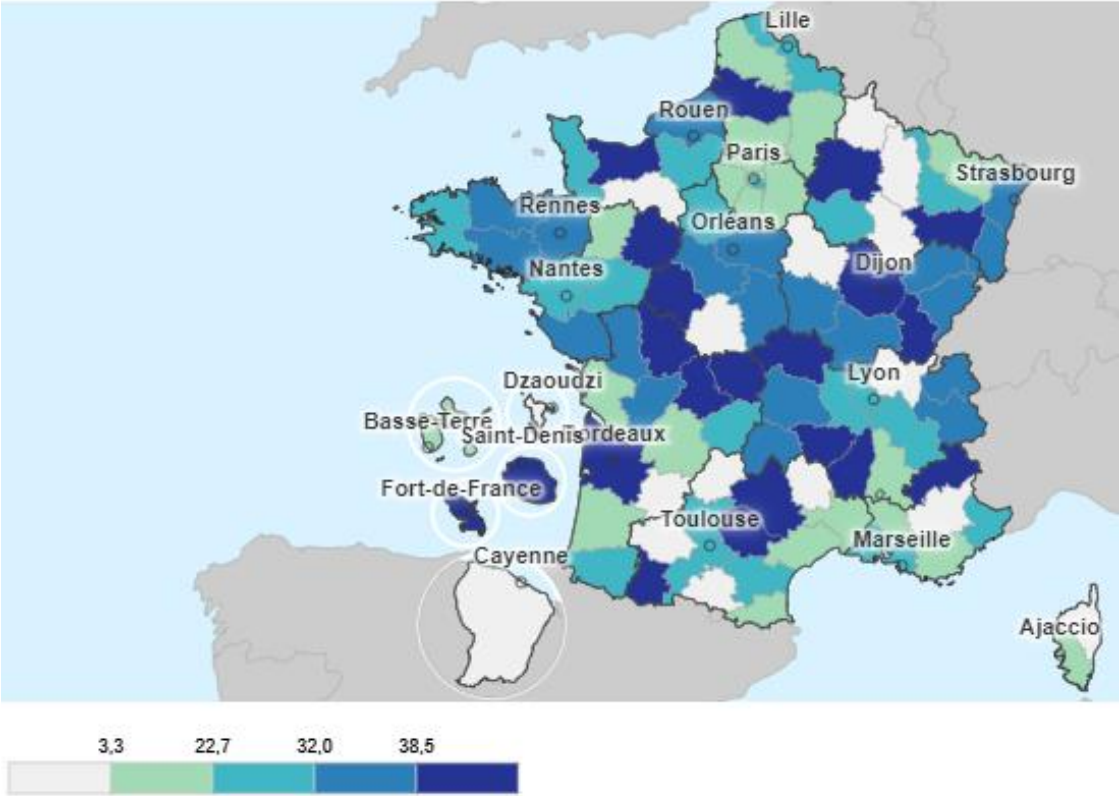 Lille
Rouen
Paris
Strasbourg
Rennes
Orléans
Dijon
Nantes
Dzaoudzi
Lyon
Basse-Terre
Saint-Denis
Bordeaux
Fort-de-France
Toulouse
Marseille
Cayenne
Ajaccio
3,3 22,7 32,0 38,5